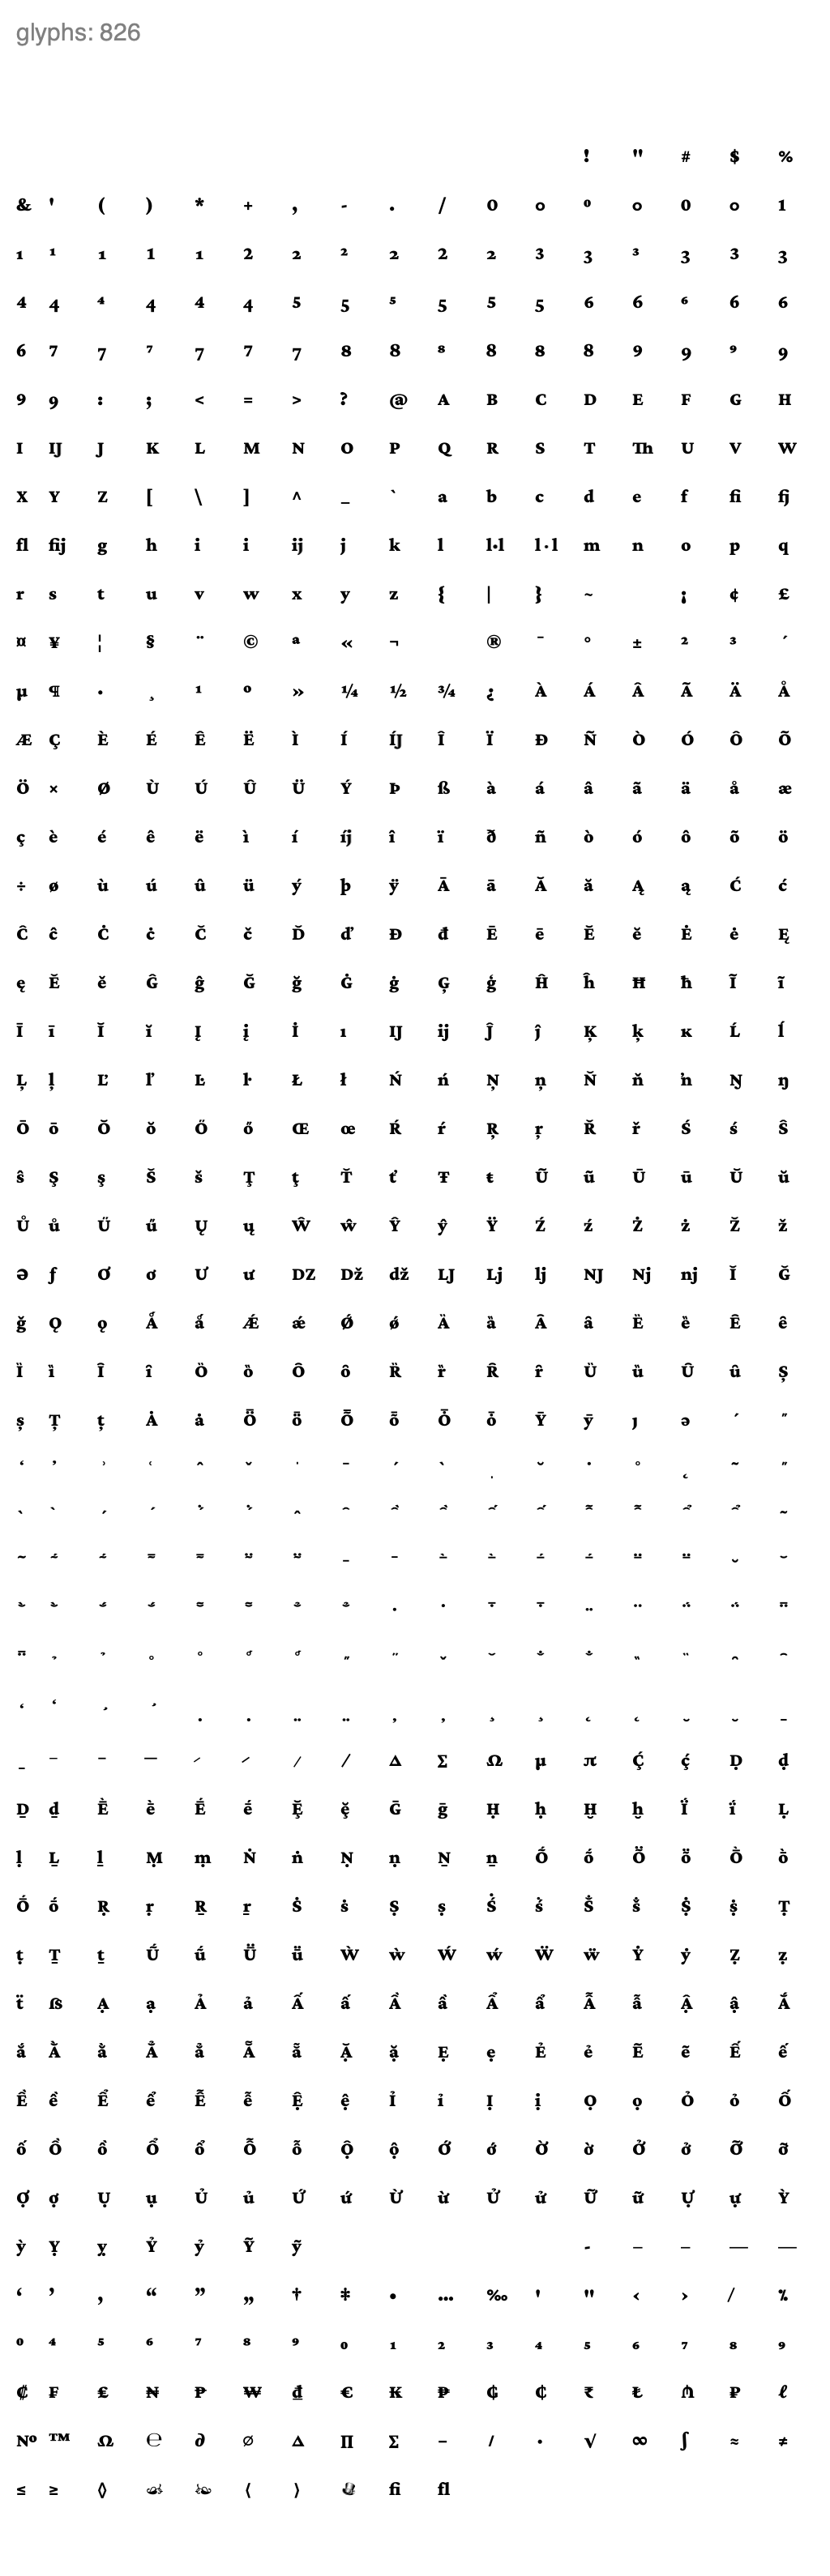 glyphs: 826
! " # $ %
& ' ( ) * + , - . / 0 0 ⁰ 0 0 0 1
1 ¹ 1 1 1 2 2 ² 2 2 2 3 3 ³ 3 3 3
4 4 ⁴ 4 4 4 5 5 ⁵ 5 5 5 6 6 ⁶ 6 6
6 7 7 ⁷ 7 7 7 8 8 ⁸ 8 8 8 9 9 ⁹ 9
9 9 : ; < = > ? @ A B C D E F G H
I IJ J K L M N O P Q R S T Th U V W
X Y Z [ \ ] ^ _ ` a b c d e f fi fj
fl fij g h i i ij j k l l·l l·l m n o p q
r s t u v w x y z { | } ~ ¡ ¢ £
¤ ¥ ¦ § ¨ © ª « ¬ ® ¯ ° ± ² ³ ´
µ ¶ · ¸ ¹ º » ¼ ½ ¾ ¿ À Á Â Ã Ä Å
Æ Ç È É Ê Ë Ì Í ÍJ Î Ï Ð Ñ Ò Ó Ô Õ
Ö × Ø Ù Ú Û Ü Ý Þ ß à á â ã ä å æ
ç è é ê ë ì í íj î ï ð ñ ò ó ô õ ö
÷ ø ù ú û ü ý þ ÿ Ā ā Ă ă Ą ą Ć ć
Ĉ ĉ Ċ ċ Č č Ď ď Đ đ Ē ē Ĕ ĕ Ė ė Ę
ę Ě ě Ĝ ĝ Ğ ğ Ġ ġ Ģ ģ Ĥ ĥ Ħ ħ Ĩ ĩ
Ī ī Ĭ ĭ Į į İ ı IJ ij Ĵ ĵ Ķ ķ ĸ Ĺ ĺ
Ļ ļ Ľ ľ Ŀ ŀ Ł ł Ń ń Ņ ņ Ň ň ŉ Ŋ ŋ
Ō ō Ŏ ŏ Ő ő Œ œ Ŕ ŕ Ŗ ŗ Ř ř Ś ś Ŝ
ŝ Ş ş Š š Ţ ţ Ť ť Ŧ ŧ Ũ ũ Ū ū Ŭ ŭ
Ů ů Ű ű Ų ų Ŵ ŵ Ŷ ŷ Ÿ Ź ź Ż ż Ž ž
Ə ƒ Ơ ơ Ư ư DZ Dž dž LJ Lj lj NJ Nj nj Ĭ Ğ
ğ Ǫ ǫ Ǻ ǻ Ǽ ǽ Ǿ ǿ Ȁ ȁ Ȃ ȃ Ȅ ȅ Ȇ ȇ
Ȉ ȉ Ȋ ȋ Ȍ ȍ Ȏ ȏ Ȑ ȑ Ȓ ȓ Ȕ ȕ Ȗ ȗ Ș
ș Ț ț Ȧ ȧ Ȫ ȫ Ȭ ȭ Ȱ ȱ Ȳ ȳ ȷ ə ʹ ʺ
Δ Σ Ω μ π Ḉ ḉ Ḍ ḍ
Ḏ ḏ Ḕ ḕ Ḗ ḗ Ḝ ḝ Ḡ ḡ Ḥ ḥ Ḫ ḫ Ḯ ḯ Ḷ
ḷ Ḻ ḻ Ṃ ṃ Ṅ ṅ Ṇ ṇ Ṉ ṉ Ṍ ṍ Ṏ ṏ Ṑ ṑ
Ṓ ṓ Ṛ ṛ Ṟ ṟ Ṡ ṡ Ṣ ṣ Ṥ ṥ Ṧ ṧ Ṩ ṩ Ṭ
ṭ Ṯ ṯ Ṹ ṹ Ṻ ṻ Ẁ ẁ Ẃ ẃ Ẅ ẅ Ẏ ẏ Ẓ ẓ
ẗ ẞ Ạ ạ Ả ả Ấ ấ Ầ ầ Ẩ ẩ Ẫ ẫ Ậ ậ Ắ
ắ Ằ ằ Ẳ ẳ Ẵ ẵ Ặ ặ Ẹ ẹ Ẻ ẻ Ẽ ẽ Ế ế
Ề ề Ể ể Ễ ễ Ệ ệ Ỉ ỉ Ị ị Ọ ọ Ỏ ỏ Ố
ố Ồ ồ Ổ ổ Ỗ ỗ Ộ ộ Ớ ớ Ờ ờ Ở ở Ỡ ỡ
Ợ ợ Ụ ụ Ủ ủ Ứ ứ Ừ ừ Ử ử Ữ ữ Ự ự Ỳ
ỳ Ỵ ỵ Ỷ ỷ Ỹ ỹ ‐ ‒ – — ―
‘ ’ ‚ “ ” „ † ‡ • … ‰ ′ ″ ‹ › ⁄ ⁒
⁰ ⁴ ⁵ ⁶ ⁷ ⁸ ⁹ ₀ ₁ ₂ ₃ ₄ ₅ ₆ ₇ ₈ ₉
₡ ₣ ₤ ₦ ₱ ₩ ₫ € ₭ ₱ ₲ ₵ ₹ ₺ ₼ ₽ ℓ
№ ™ Ω ℮ ∂ ∅ ∆ ∏ ∑ − ∕ ∙ √ ∞ ∫ ≈ ≠
≤ ≥ ◊ ☙ ❧ ⟨ ⟩ fi fl